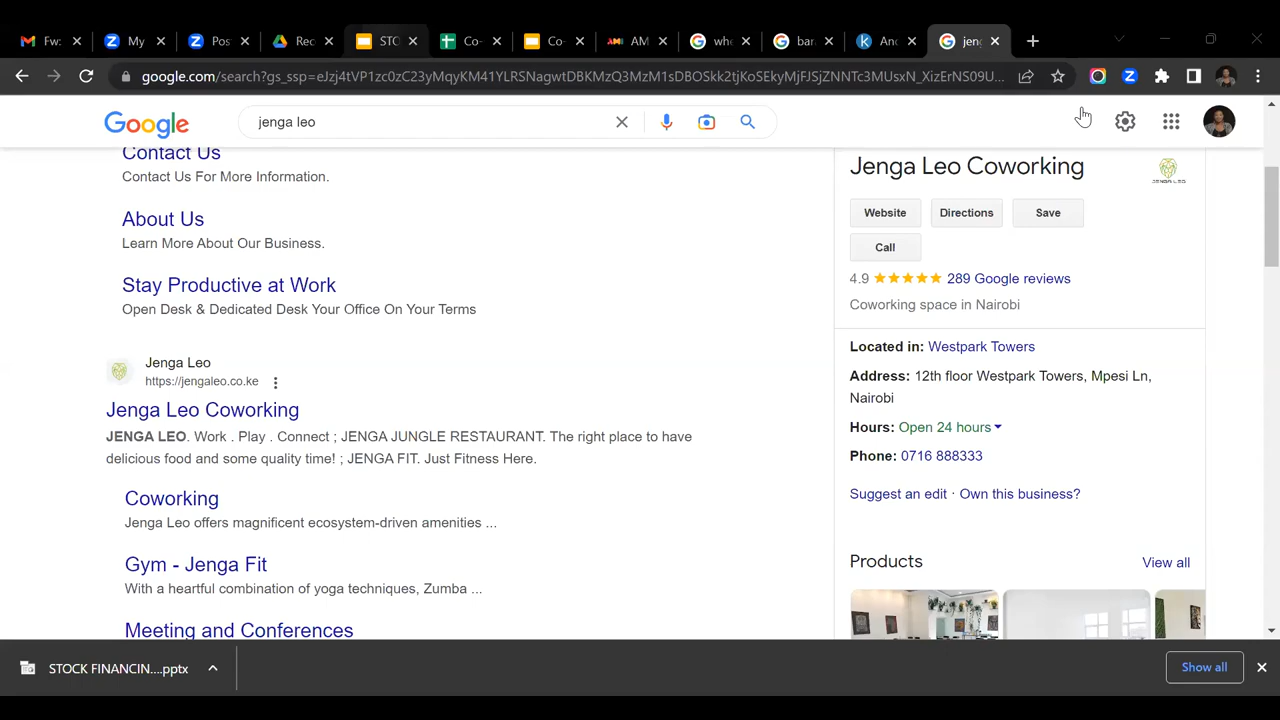 Fw:
My
Pos
Rec
STO
Co-
Co-
AM
whe
bar
And
jeng
google.com/search?gs_ssp=eJzj4tVP1zc0zC23yMqyKM41YLRSNagwtDBKMzQ3MzM1sDBOSkk2tjKoSEkyMjFJSjZNNTc3MUsxN_XizErNS09U...
Google
jenga leo
Contact Us
Contact Us For More Information.
About Us
Learn More About Our Business.
Stay Productive at Work
Open Desk & Dedicated Desk Your Office On Your Terms
Jenga Leo
https://jengaleo.co.ke
Jenga Leo Coworking
JENGA LEO. Work . Play . Connect ; JENGA JUNGLE RESTAURANT. The right place to have
delicious food and some quality time! ; JENGA FIT. Just Fitness Here.
Coworking
Jenga Leo offers magnificent ecosystem-driven amenities ...
Gym - Jenga Fit
With a heartful combination of yoga techniques, Zumba ...
Meeting and Conferences
Jenga Leo Coworking
JENGA LEO
Website
Directions
Save
Call
4.9
289 Google reviews
Coworking space in Nairobi
Located in: Westpark Towers
Address: 12th floor Westpark Towers, Mpesi Ln,
Nairobi
Hours: Open 24 hours
Phone: 0716 888333
Suggest an edit · Own this business?
Products
View all
STOCK FINANCIN....pptx
Show all